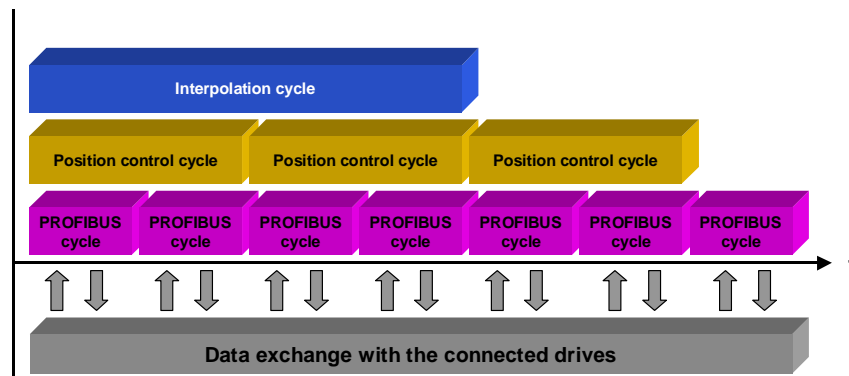 Interpolation cycle
Position control cycle
Position control cycle
Position control cycle
PROFIBUS
cycle
PROFIBUS
cycle
PROFIBUS
cycle
PROFIBUS
cycle
PROFIBUS
cycle
PROFIBUS
cycle
PROFIBUS
cycle
Data exchange with the connected drives